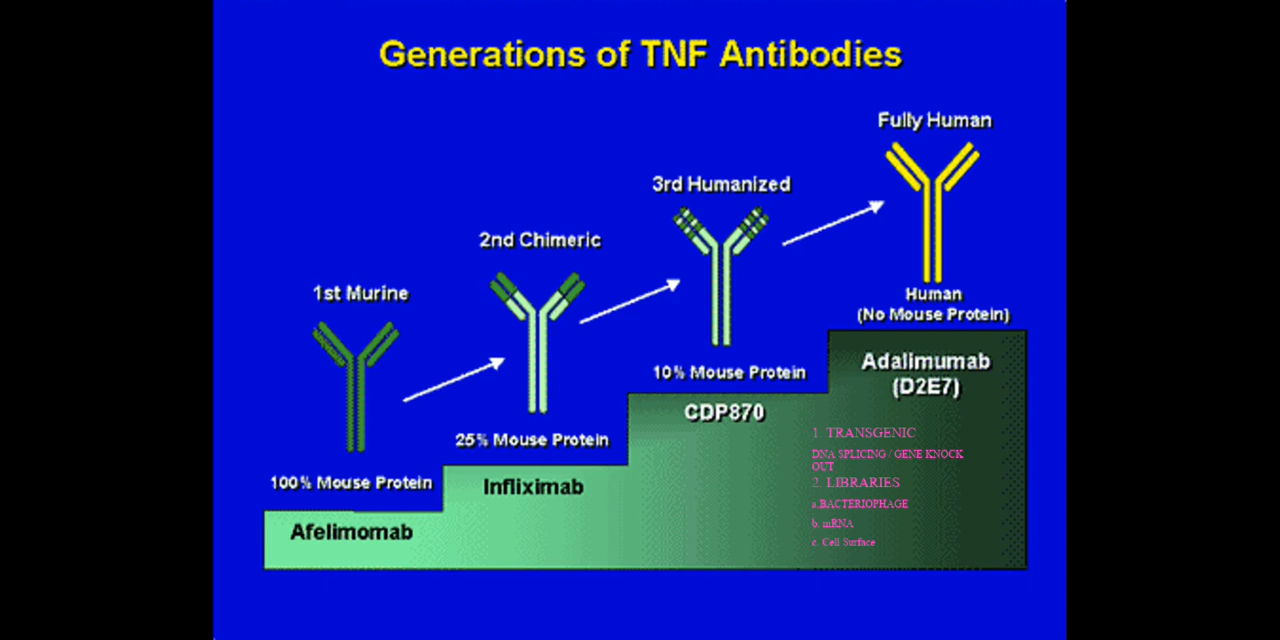 Generations of TNF Antibodies
Fully Human
3rd Humanized
2nd Chimeric
1st Murine
Human
(No Mouse Protein)
Adalimumab
(D2E7)
10% Mouse Protein
CDP870
25% Mouse Protein
Infliximab
100% Mouse Protein
Afelimomab
1. TRANSGENIC
DNA SPLICING / GENE KNOCK
OUT
2. LIBRARIES
a.BACTERIOPHAGE
b. mRNA
c. Cell Surface